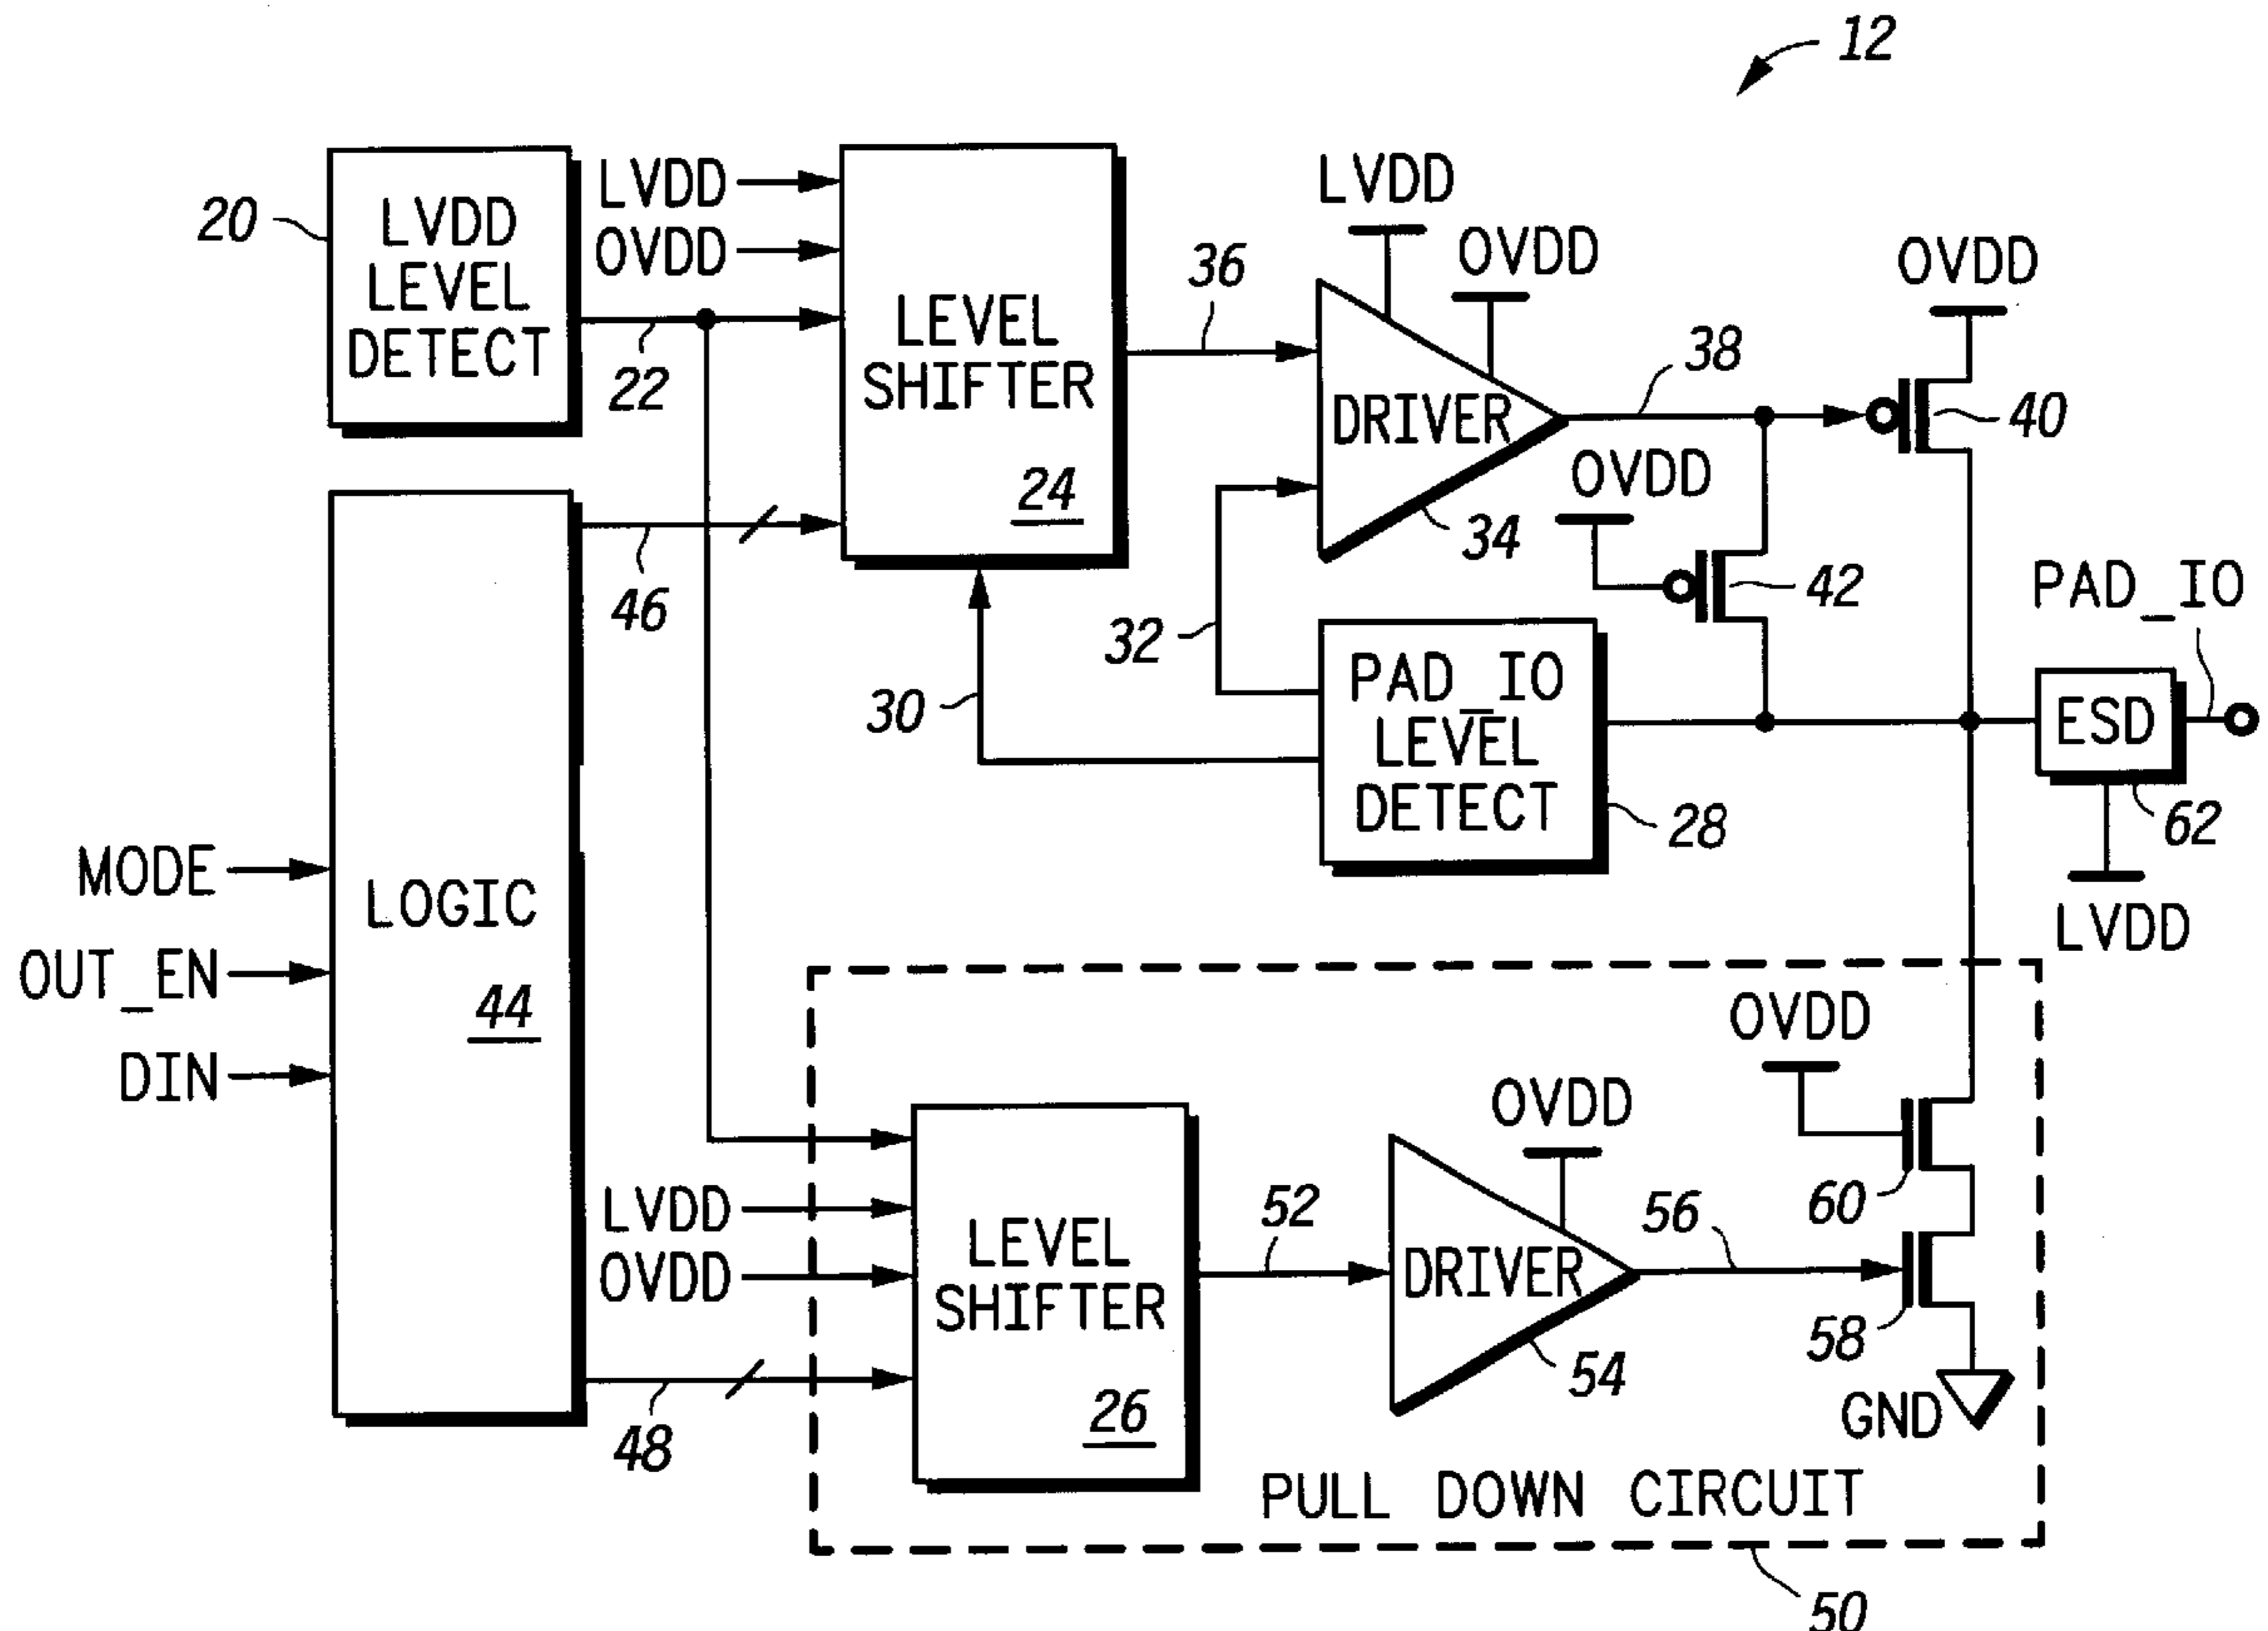 12
20
LVDD
LEVEL
DETECT
22
LVDD
OVDD
LEVEL
SHIFTER
24
36
LVDD
OVDD
DRIVER
34
38
OVDD
40
OVDD
42
46
32
30
PAD_IO
LEVEL
DETECT
28
PAD_IO
ESD
62
LVDD
MODE
OUT_EN
DIN
LOGIC
44
48
LVDD
OVDD
LEVEL
SHIFTER
26
52
OVDD
DRIVER
54
56
OVDD
60
58
GND
PULL DOWN CIRCUIT
50